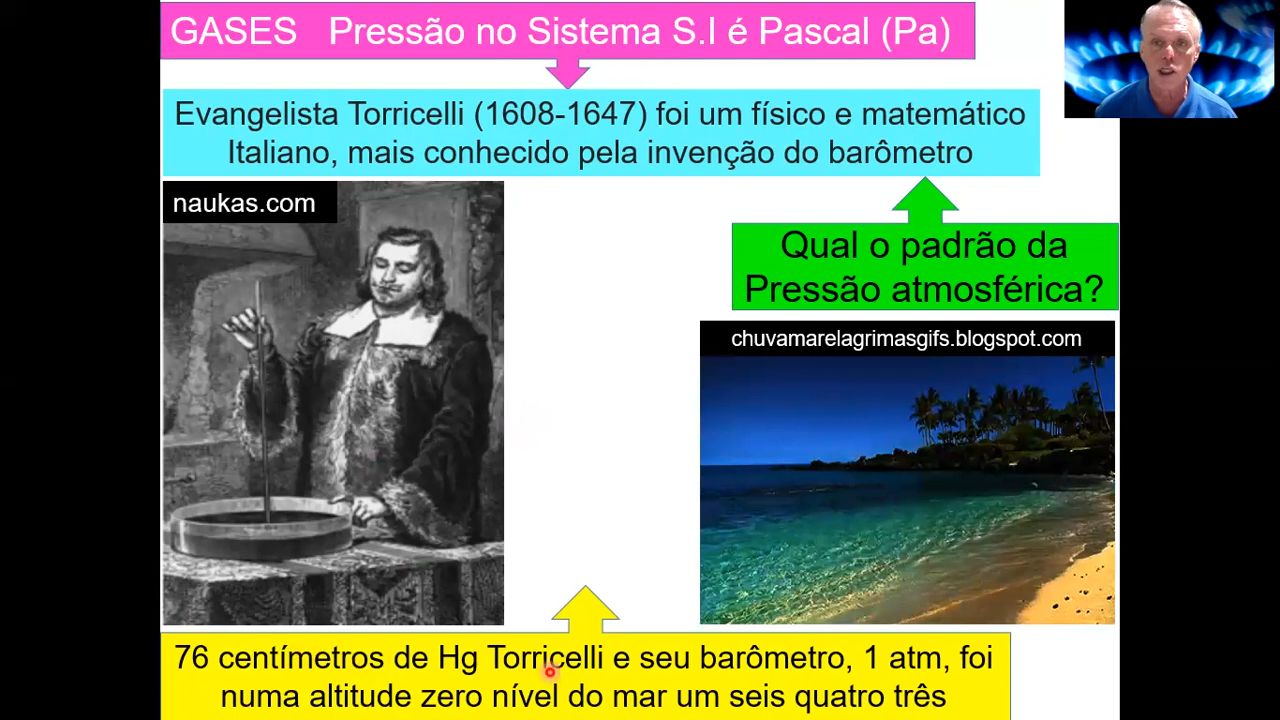 GASES Pressão no Sistema S.I é Pascal (Pa)
Evangelista Torricelli (1608-1647) foi um físico e matemático
Italiano, mais conhecido pela invenção do barômetro
naukas.com
Qual o padrão da
Pressão atmosférica?
chuvamarelagrimasgifs.blogspot.com
76 centímetros de Hg Torricelli e seu barômetro, 1 atm, foi
numa altitude zero nível do mar um seis quatro três